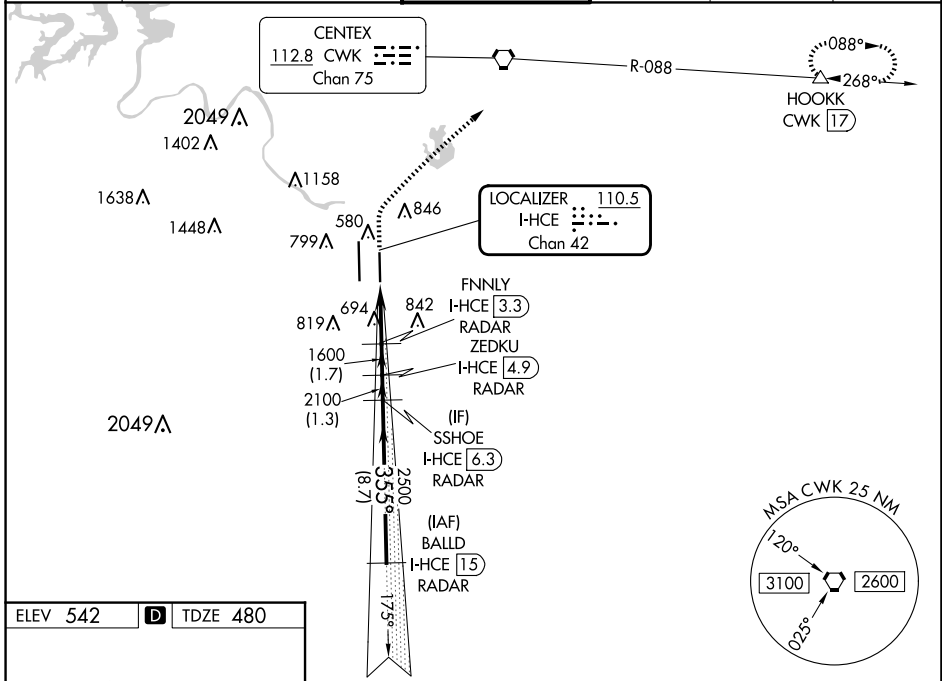 CENTEX
112.8 CWK
Chan 75
R-088
088°
268°
HOOKK
CWK 17
2049
1402
1158
1638
1448
580
846
799
LOCALIZER 110.5
I-HCE
Chan 42
FNNLY
I-HCE 3.3
RADAR
694
842
819
ZEDKU
I-HCE 4.9
RADAR
1600
(1.7)
2100
(1.3)
2049
(IF)
SSHOE
I-HCE 6.3
RADAR
2500
355°
(8.7)
(IAF)
BALLD
I-HCE 15
RADAR
175°
MSA CWK 25 NM
120°
3100
2600
025°
ELEV 542 D TDZE 480